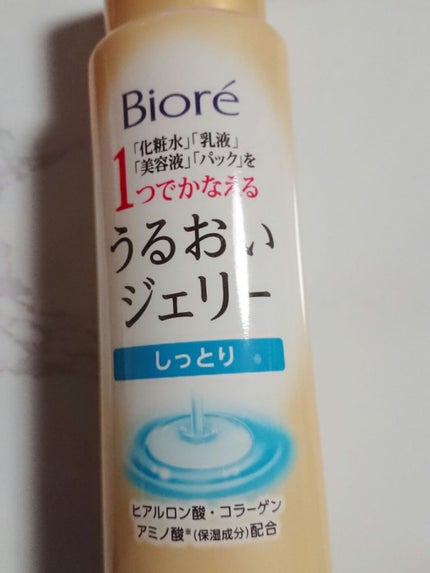 Bioré
「化粧水」「乳液」
「美容液」「パック」を
1つでかなえる
うるおい
ジェリー
しっとり
ヒアルロン酸・コラーゲン
アミノ酸※(保湿成分)配合